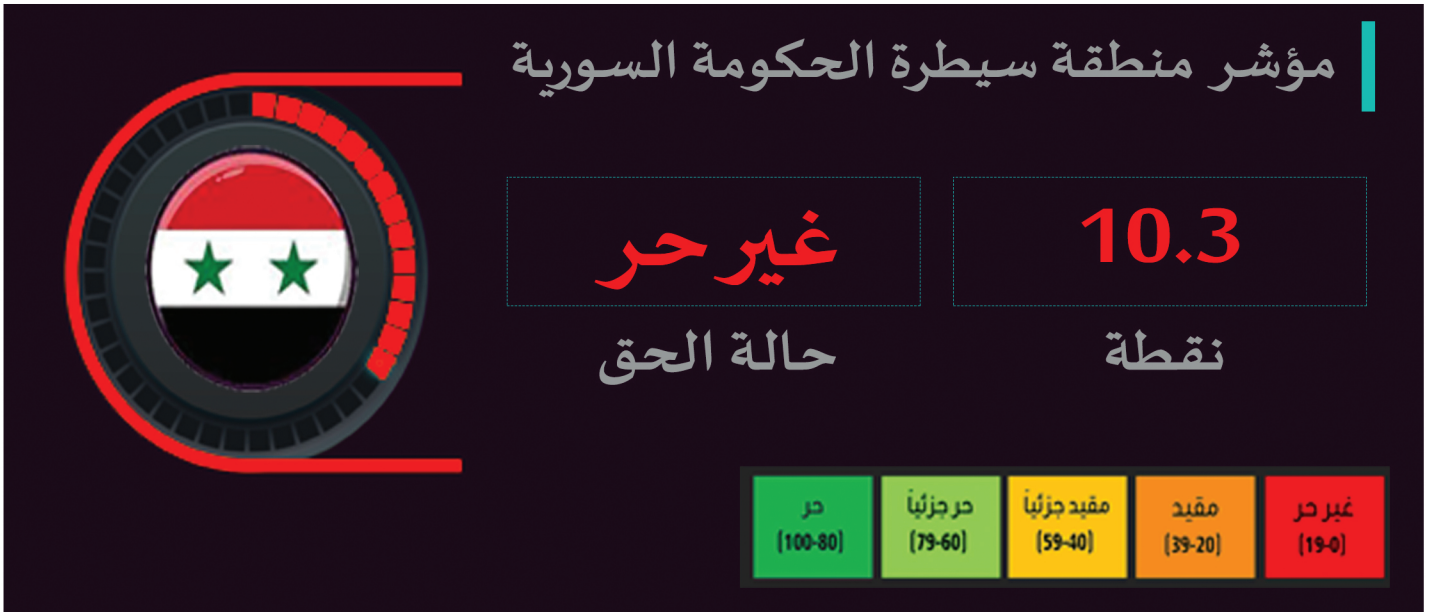 مؤشر منطقة سيطرة الحكومة السورية
10.3
غير حر
نقطة
حالة الحق
غير حر
(19-0)
مقيد
(39-20)
مقيد جزئياً
(59-40)
حر جزئياً
(79-60)
حر
(100-80)